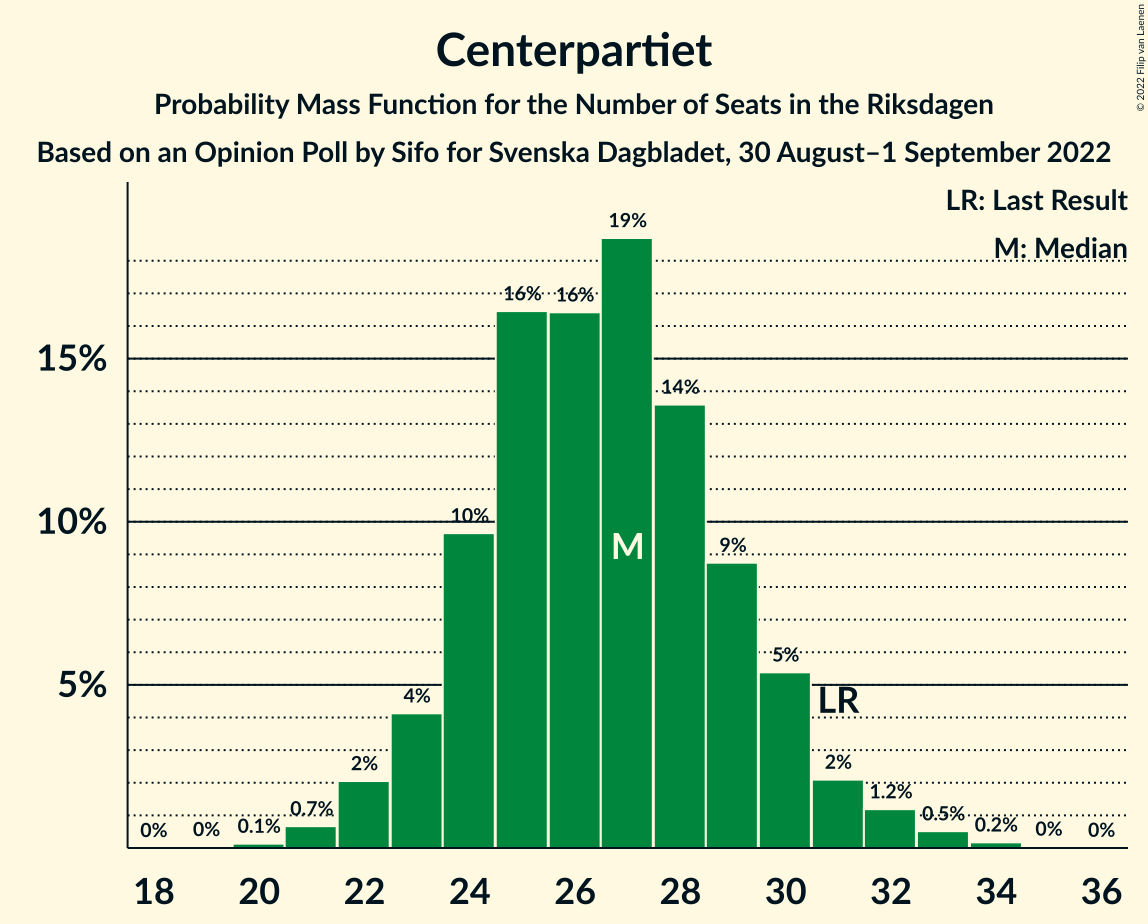 Centerpartiet
Probability Mass Function for the Number of Seats in the Riksdagen
Based on an Opinion Poll by Sifo for Svenska Dagbladet, 30 August–1 September 2022
© 2022 Filip van Laenen
LR: Last Result
M: Median
15%
10%
5%
0%
0%
0.1%
0.7%
2%
4%
10%
16%
16%
19%
14%
9%
5%
2%
1.2%
0.5%
0.2%
0%
0%
M
LR
18 20 22 24 26 28 30 32 34 36